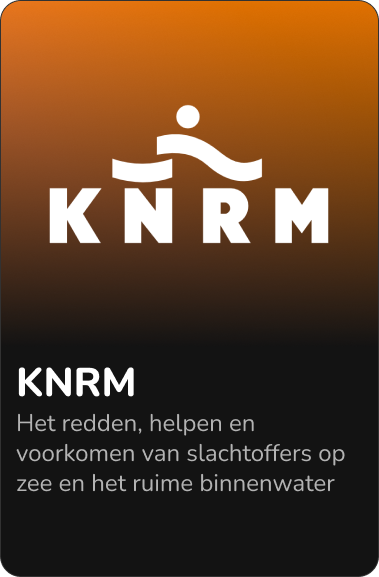 KNRM
KNRM
Het redden, helpen en
voorkomen van slachtoffers op
zee en het ruime binnenwater